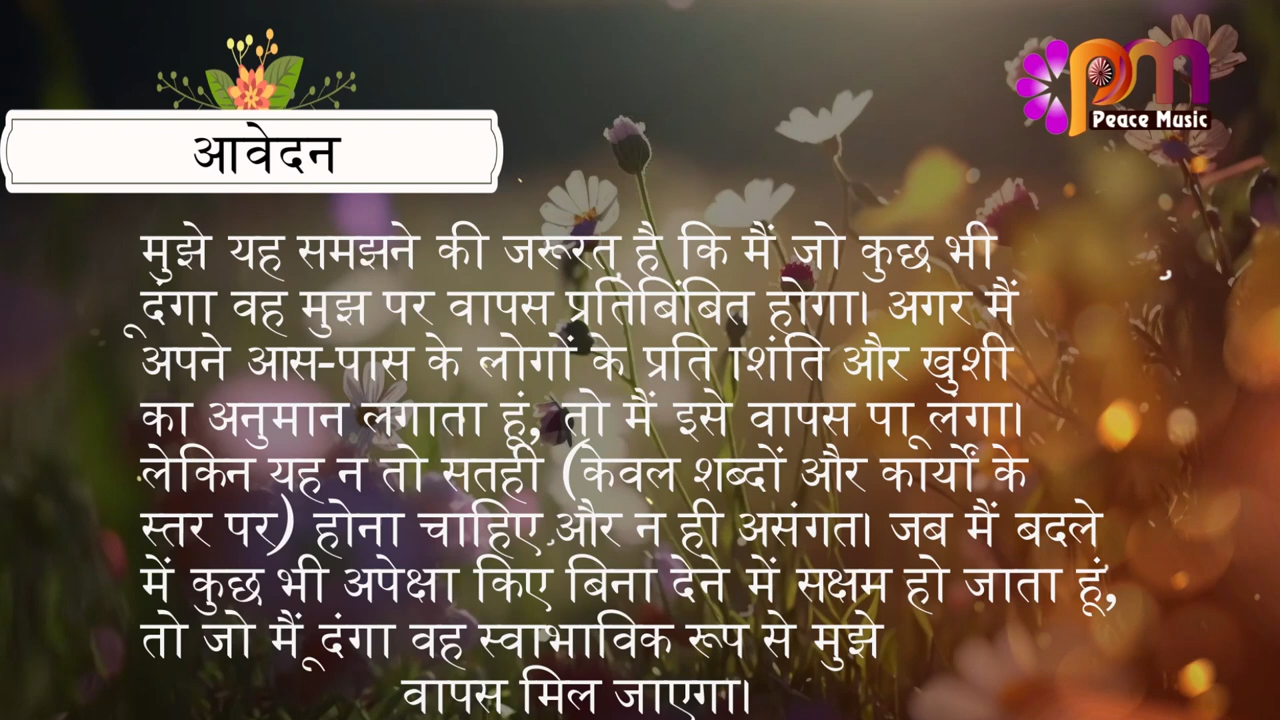 आवेदन
Peace Music
मुझे यह समझने की जरूरत है कि मैं जो कुछ भी
दूंगा वह मुझ पर वापस प्रतिबिंबित होगा। अगर मैं
अपने आस-पास के लोगों के प्रति शिंति और खुशी
का अनुमान लगाता हूं, तो मैं इसे वापस पा लूंगा।
लेकिन यह न तो सतही (केवल शब्दों और कार्यों के
स्तर पर) होना चाहिए और न ही असंगत। जब मैं बदले
में कुछ भी अपेक्षा किए बिना देने में सक्षम हो जाता हूं,
तो जो मैं दूंगा वह स्वाभाविक रूप से मुझे
वापस मिल जाएगा।